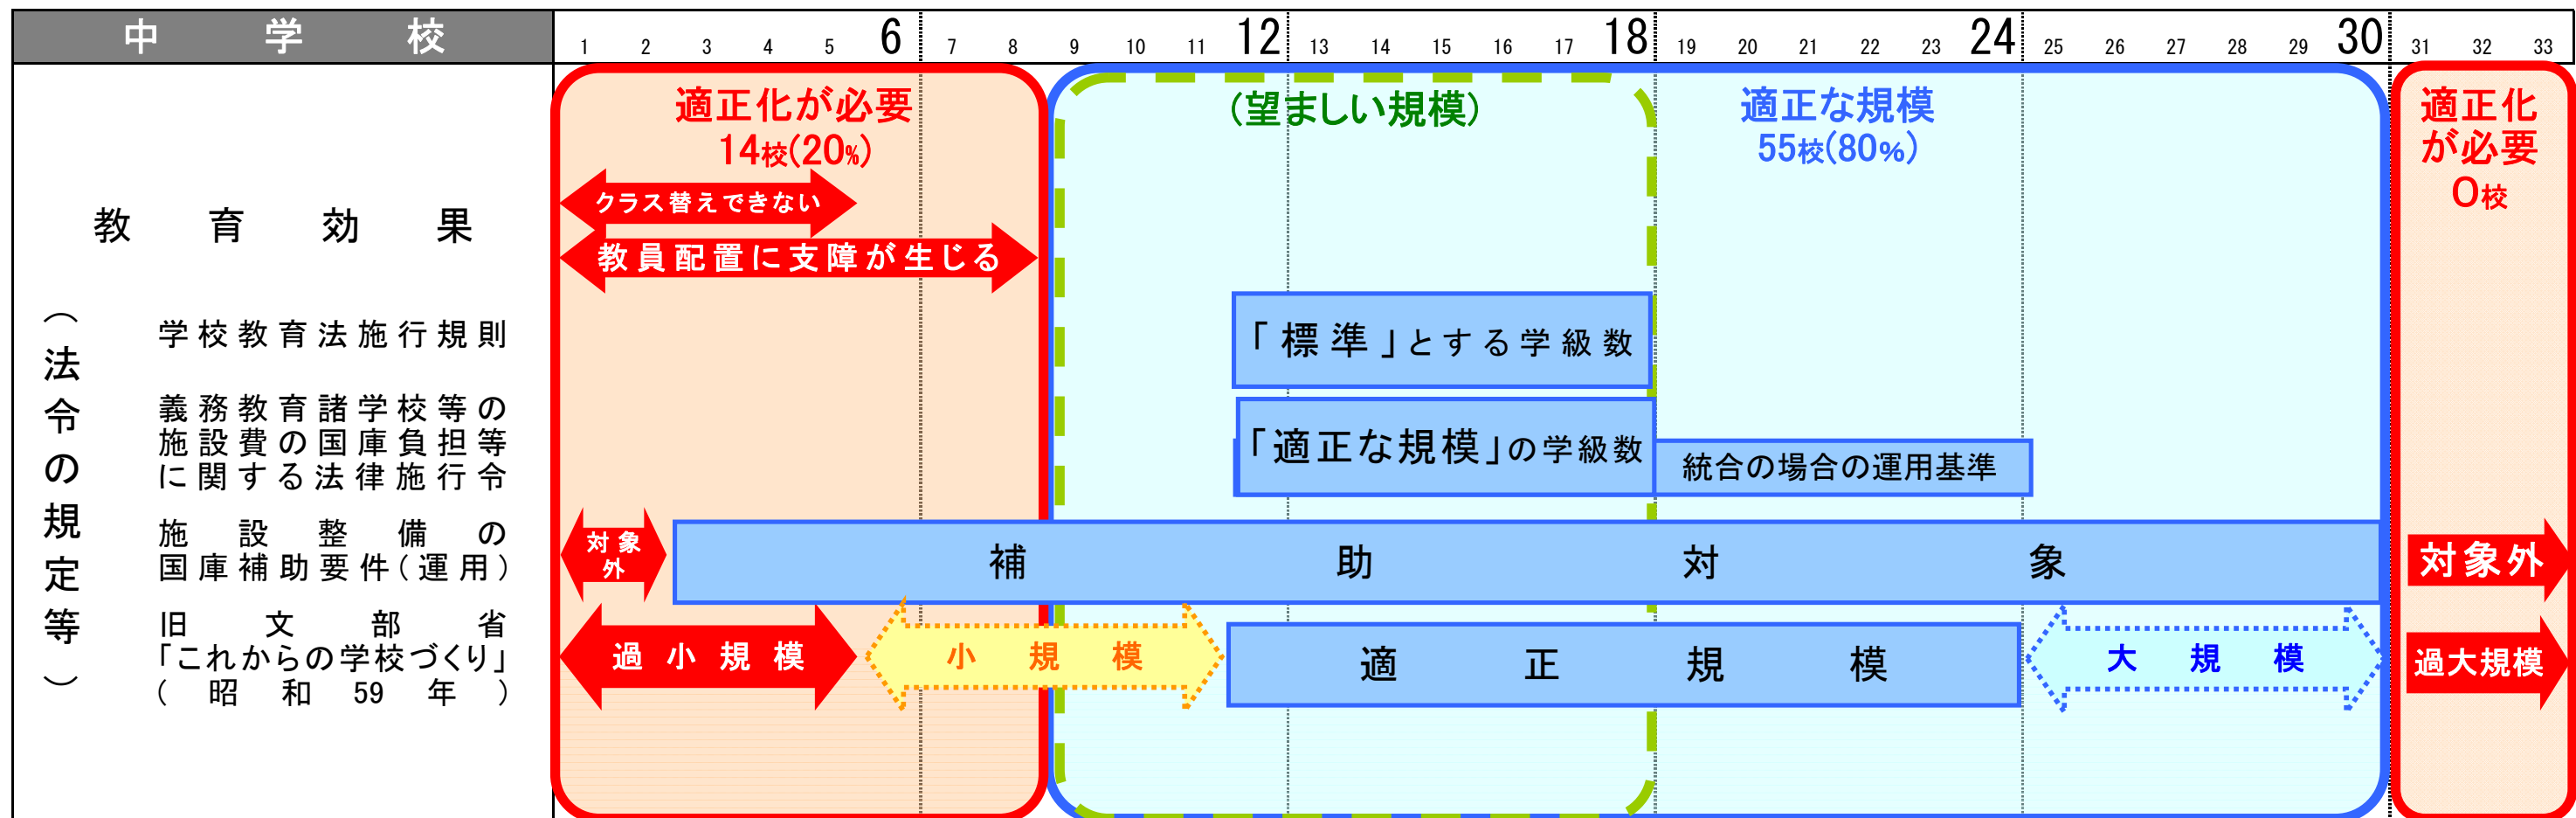 中学校
1 2 3 4 5 6 7 8 9 10 11 12 13 14 15 16 17 18 19 20 21 22 23 24 25 26 27 28 29 30 31 32 33
適正化が必要
14校(20%)
(望ましい規模)
適正な規模
55校(80%)
適正化
が必要
0校
教育効果
クラス替えできない
教員配置に支障が生じる
(法令の規定等)
学校教育法施行規則
「標準」とする学級数
義務教育諸学校等の
施設費の国庫負担等
に関する法律施行令
「適正な規模」の学級数
統合の場合の運用基準
施設整備の
国庫補助要件(運用)
対象
外
補助対象
対象外
旧文部省
「これからの学校づくり」
(昭和59年)
過小規模
小規模
適正規模
大規模
過大規模